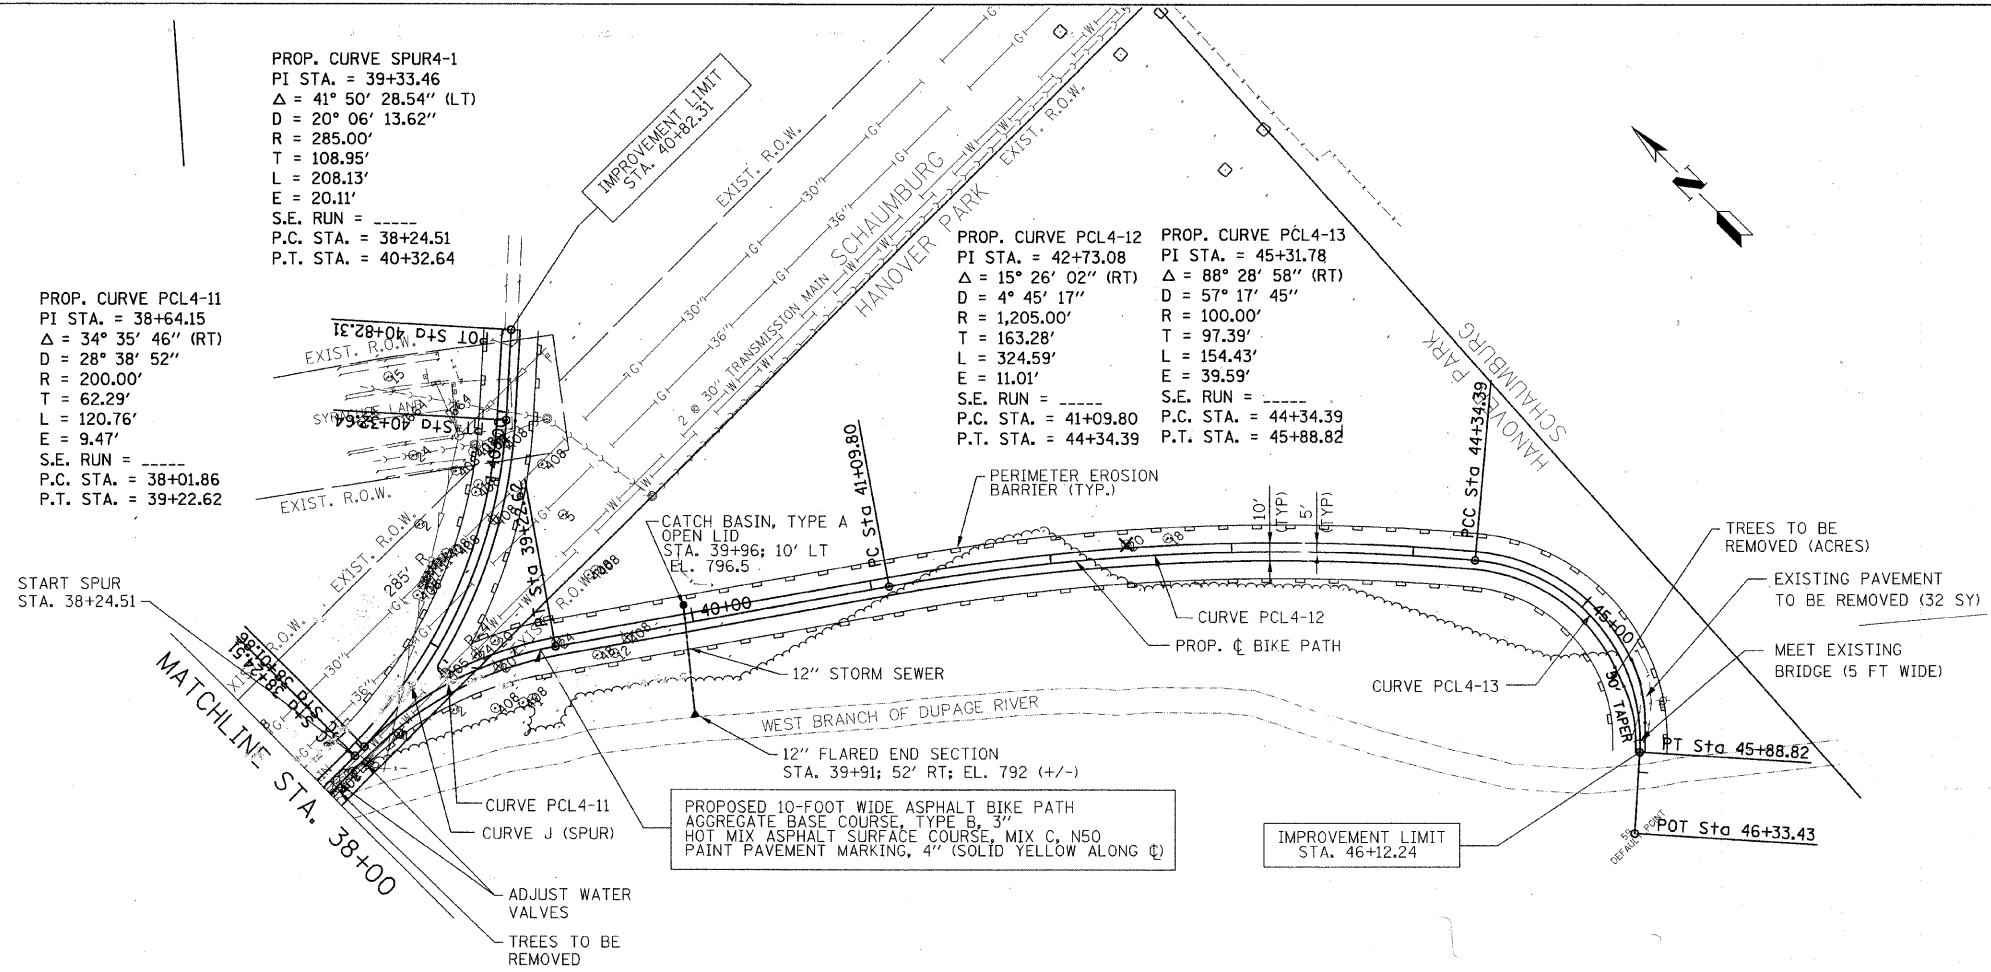 PROP. CURVE SPUR4-1
PI STA. = 39+33.46
Δ = 41° 50' 28.54" (LT)
D = 20° 06' 13.62"
R = 285.00'
T = 108.95'
L = 208.13'
E = 20.11'
S.E. RUN = _____
P.C. STA. = 38+24.51
P.T. STA. = 40+32.64
IMPROVEMENT LIMIT
STA. 40+82.31
PROP. CURVE PCL4-11
PI STA. = 38+64.15
Δ = 34° 35' 46" (RT)
D = 28° 38' 52"
R = 200.00'
T = 62.29'
L = 120.76'
E = 9.47'
S.E. RUN = _____
P.C. STA. = 38+01.86
P.T. STA. = 39+22.62
PROP. CURVE PCL4-12
PI STA. = 42+73.08
Δ = 15° 26' 02" (RT)
D = 4° 45' 17"
R = 1,205.00'
T = 163.28'
L = 324.59'
E = 11.01'
S.E. RUN = _____
P.C. STA. = 41+09.80
P.T. STA. = 44+34.39
PROP. CURVE PCL4-13
PI STA. = 45+31.78
Δ = 88° 28' 58" (RT)
D = 57° 17' 45"
R = 100.00'
T = 97.39'
L = 154.43'
E = 39.59'
S.E. RUN = _____
P.C. STA. = 44+34.39
P.T. STA. = 45+88.82
N
EXIST. R.O.W.
SCHAUMBURG
HANOVER PARK
EXIST. R.O.W.
2 @ 30" TRANSMISSION MAIN
30"
36"
30"
36"
HANOVER PARK
SCHAUMBURG
POT Sta 40+82.31
EXIST. R.O.W.
PT Sta 40+32.64
EXIST. R.O.W.
EXIST. R.O.W.
285' R
PT Sta 39+22.62
START SPUR
STA. 38+24.51
PC Sta 38+24.51
PC Sta 38+01.86
MATCHLINE STA. 38+00
CATCH BASIN, TYPE A
OPEN LID
STA. 39+96; 10' LT
EL. 796.5
40+00
PC Sta 41+09.80
PERIMETER EROSION
BARRIER (TYP.)
10'
(TYP)
5'
(TYP)
PCC Sta 44+34.39
CURVE PCL4-12
PROP. ℄ BIKE PATH
12" STORM SEWER
WEST BRANCH OF DUPAGE RIVER
12" FLARED END SECTION
STA. 39+91; 52' RT; EL. 792 (+/-)
CURVE PCL4-11
CURVE J (SPUR)
PROPOSED 10-FOOT WIDE ASPHALT BIKE PATH
AGGREGATE BASE COURSE, TYPE B, 3"
HOT MIX ASPHALT SURFACE COURSE, MIX C, N50
PAINT PAVEMENT MARKING, 4" (SOLID YELLOW ALONG ℄)
ADJUST WATER
VALVES
TREES TO BE
REMOVED
TREES TO BE
REMOVED (ACRES)
EXISTING PAVEMENT
TO BE REMOVED (32 SY)
MEET EXISTING
BRIDGE (5 FT WIDE)
45+00
50' TAPER
CURVE PCL4-13
PT Sta 45+88.82
IMPROVEMENT LIMIT
STA. 46+12.24
POT Sta 46+33.43